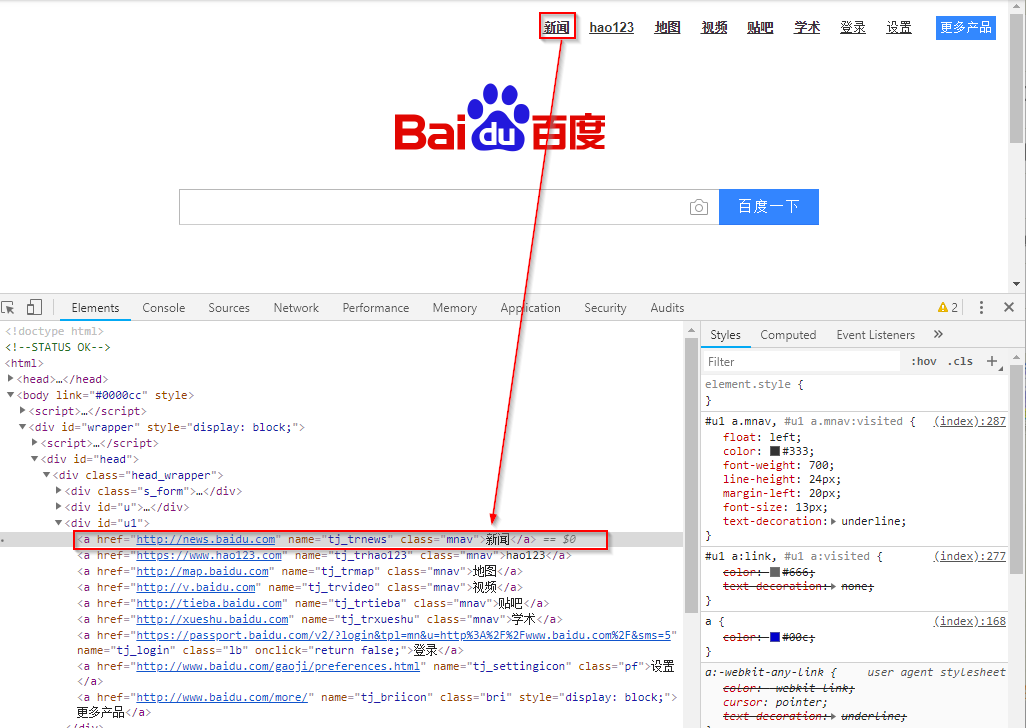 新闻 hao123 地图 视频 贴吧 学术 登录 设置 更多产品
Bai du 百度
百度一下
Elements Console Sources Network Performance Memory Application Security Audits 2
<!doctype html>
<!--STATUS OK-->
<html>
<head>…</head>
<body link="#0000cc" style>
<script>…</script>
<div id="wrapper" style="display: block;">
<script>…</script>
<div id="head">
<div class="head_wrapper">
<div class="s_form">…</div>
<div id="u">…</div>
<div id="u1">
<a href="http://news.baidu.com" name="tj_trnews" class="mnav">新闻</a> == $0
<a href="https://www.hao123.com" name="tj_trhao123" class="mnav">hao123</a>
<a href="http://map.baidu.com" name="tj_trmap" class="mnav">地图</a>
<a href="http://v.baidu.com" name="tj_trvideo" class="mnav">视频</a>
<a href="http://tieba.baidu.com" name="tj_trtieba" class="mnav">贴吧</a>
<a href="http://xueshu.baidu.com" name="tj_trxueshu" class="mnav">学术</a>
<a href="https://passport.baidu.com/v2/?login&tpl=mn&u=http%3A%2F%2Fwww.baidu.com%2F&sms=5"
name="tj_login" class="lb" onclick="return false;">登录</a>
<a href="http://www.baidu.com/gaoji/preferences.html" name="tj_settingicon" class="pf">设置
</a>
<a href="http://www.baidu.com/more/" name="tj_briicon" class="bri" style="display: block;">
更多产品</a>
Styles Computed Event Listeners »
Filter :hov .cls +
element.style {
}
#u1 a.mnav, #u1 a.mnav:visited { (index):287
float: left;
color: #333;
font-weight: 700;
line-height: 24px;
margin-left: 20px;
font-size: 13px;
text-decoration: underline;
}
#u1 a:link, #u1 a:visited { (index):277
color: #666;
text-decoration: none;
}
a { (index):168
color: #00c;
}
a:-webkit-any-link { user agent stylesheet
color: -webkit-link;
cursor: pointer;
text-decoration: underline;